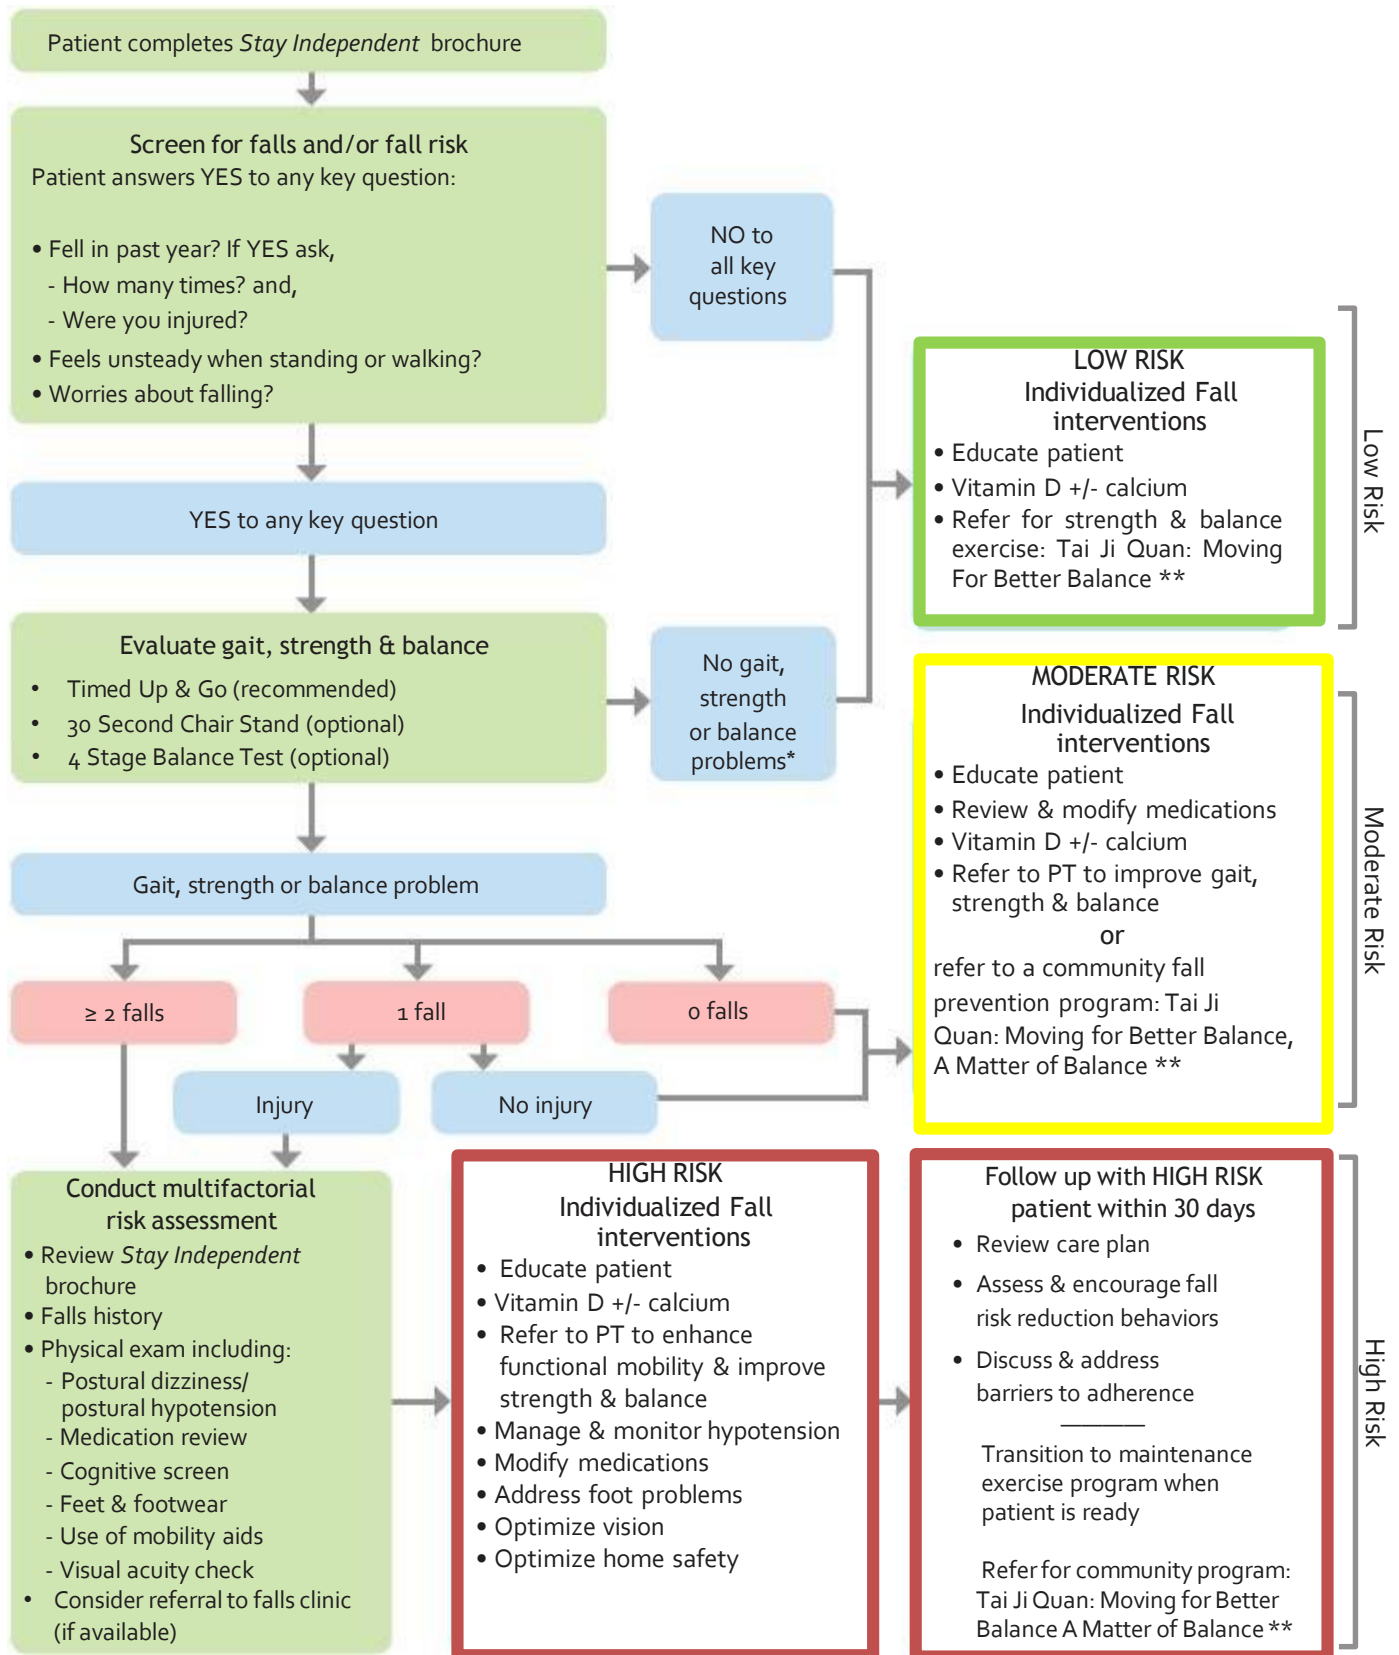 Patient completes Stay Independent brochure
Screen for falls and/or fall risk
Patient answers YES to any key question:
• Fell in past year? If YES ask,
- How many times? and,
- Were you injured?
• Feels unsteady when standing or walking?
• Worries about falling?
NO to
all key
questions
YES to any key question
Evaluate gait, strength & balance
• Timed Up & Go (recommended)
• 30 Second Chair Stand (optional)
• 4 Stage Balance Test (optional)
No gait,
strength
or balance
problems*
Gait, strength or balance problem
≥ 2 falls
1 fall
0 falls
Injury
No injury
LOW RISK
Individualized Fall
interventions
• Educate patient
• Vitamin D +/- calcium
• Refer for strength & balance
exercise: Tai Ji Quan: Moving
For Better Balance **
Low Risk
MODERATE RISK
Individualized Fall
interventions
• Educate patient
• Review & modify medications
• Vitamin D +/- calcium
• Refer to PT to improve gait,
strength & balance
or
refer to a community fall
prevention program: Tai Ji
Quan: Moving for Better Balance,
A Matter of Balance **
Moderate Risk
Conduct multifactorial
risk assessment
• Review Stay Independent
brochure
• Falls history
• Physical exam including:
- Postural dizziness/
postural hypotension
- Medication review
- Cognitive screen
- Feet & footwear
- Use of mobility aids
- Visual acuity check
• Consider referral to falls clinic
(if available)
HIGH RISK
Individualized Fall
interventions
• Educate patient
• Vitamin D +/- calcium
• Refer to PT to enhance
functional mobility & improve
strength & balance
• Manage & monitor hypotension
• Modify medications
• Address foot problems
• Optimize vision
• Optimize home safety
Follow up with HIGH RISK
patient within 30 days
• Review care plan
• Assess & encourage fall
risk reduction behaviors
• Discuss & address
barriers to adherence
Transition to maintenance
exercise program when
patient is ready
Refer for community program:
Tai Ji Quan: Moving for Better
Balance A Matter of Balance **
High Risk